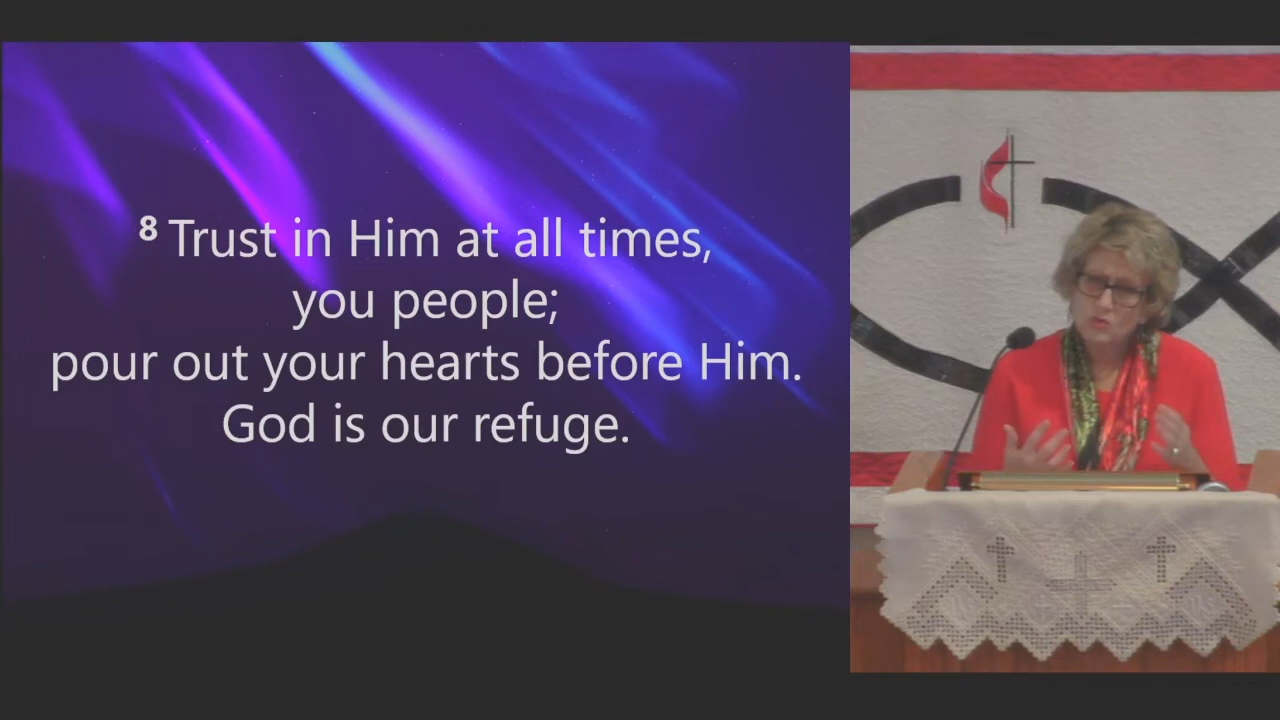 8 Trust in Him at all times,
you people;
pour out your hearts before Him.
God is our refuge.